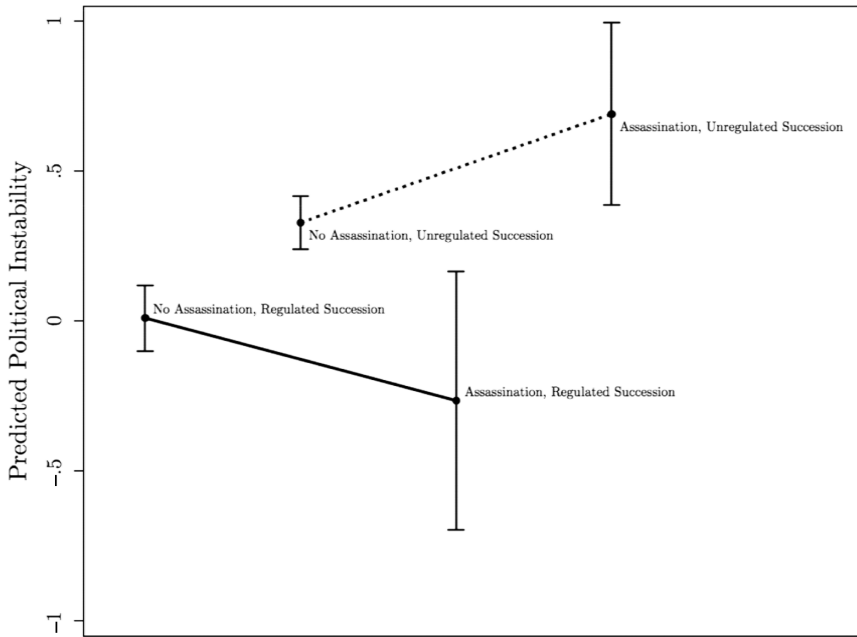 Predicted Political Instability
1
.5
0
−.5
−1
Assassination, Unregulated Succession
No Assassination, Unregulated Succession
No Assassination, Regulated Succession
Assassination, Regulated Succession